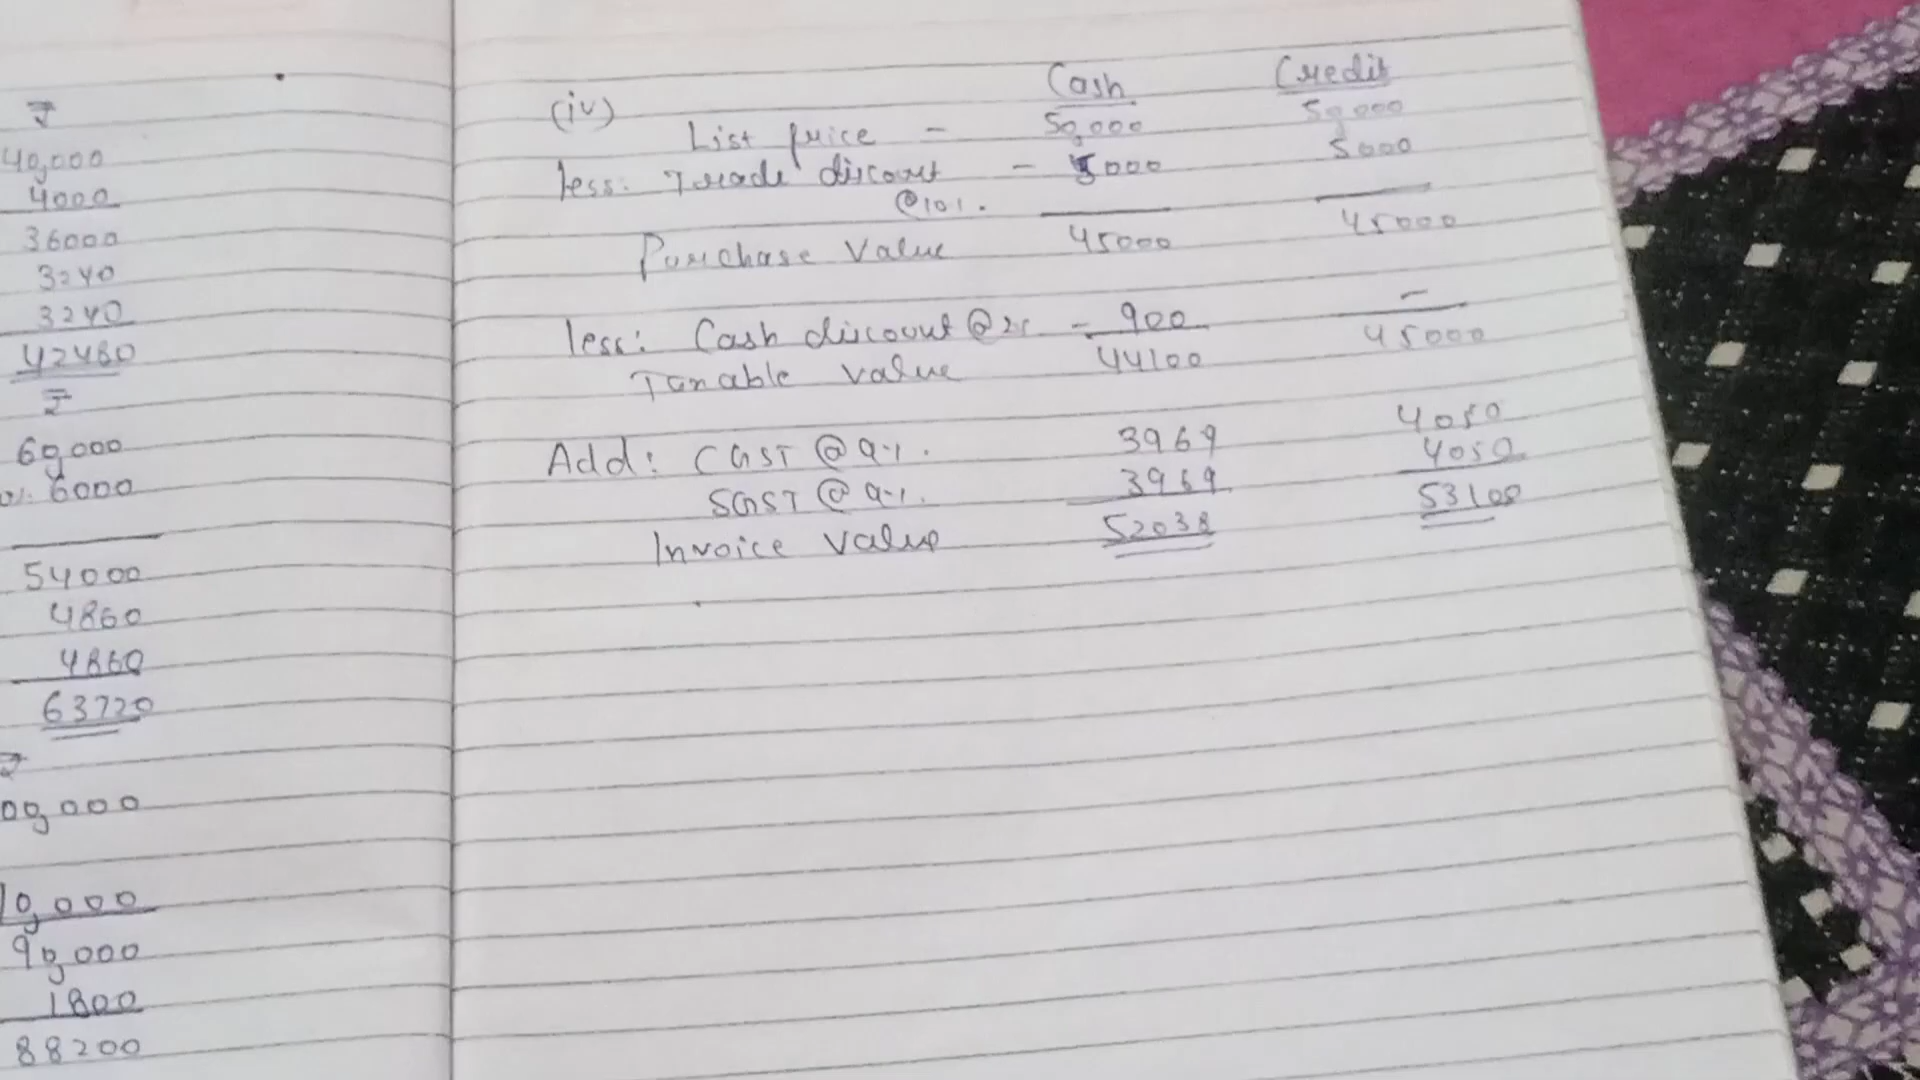 ₹
40,000
4000
36000
3240
3240
42480
₹
60,000
6000
54000
4860
4860
63720
₹
00,000
10,000
90,000
1800
88200
(iv) Cash Credit
List price - 50,000 50,000
less: Trade discount - 5000 5000
@10%.
Purchase Value 45000 45000
less: Cash discount @2% - 900 -
Taxable value 44100 45000
Add: CGST @ 9%. 3969 4050
SGST @ 9%. 3969 4050
Invoice Value 52038 53100